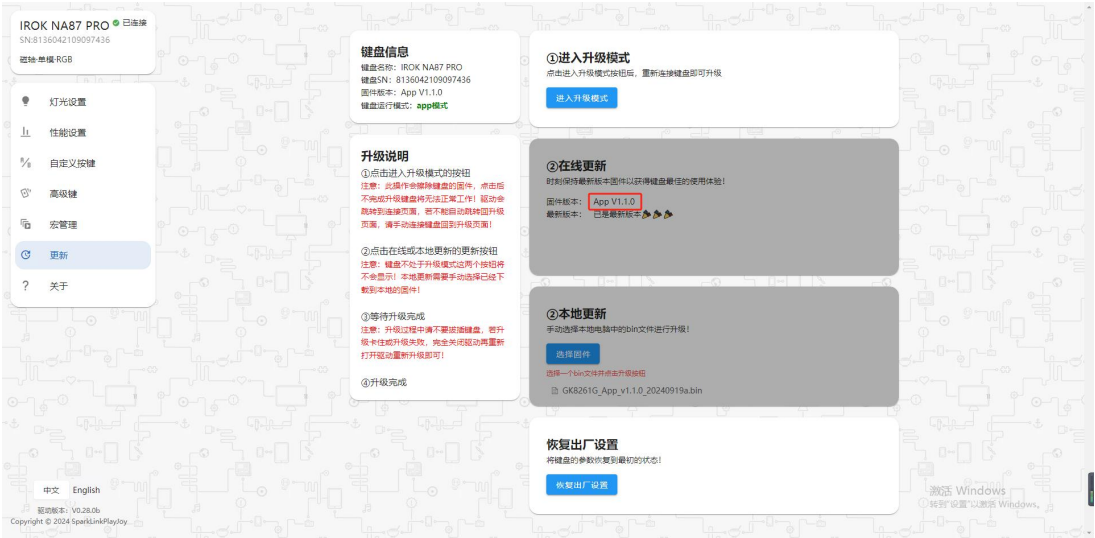 IROK NA87 PRO 已连接
SN:8136042109097436
磁轴·单模·RGB
灯光设置
性能设置
自定义按键
高级键
宏管理
更新
关于
中文 English
驱动版本： V0.28.0b
Copyright © 2024 SparkLinkPlayJoy
键盘信息
键盘名称： IROK NA87 PRO
键盘SN： 8136042109097436
固件版本： App V1.1.0
键盘运行模式：app模式
升级说明
①点击进入升级模式的按钮
注意：此操作会擦除键盘的固件，点击后
不完成升级键盘将无法正常工作！驱动会
跳转到连接页面，若不能自动跳转回升级
页面，请手动连接键盘回到升级页面！
②点击在线或本地更新的更新按钮
注意：键盘不处于升级模式这两个按钮将
不会显示！本地更新需要手动选择已经下
载到本地的固件！
③等待升级完成
注意：升级过程中请不要拔插键盘，若升
级卡住或升级失败，完全关闭驱动再重新
打开驱动重新升级即可！
④升级完成
①进入升级模式
点击进入升级模式按钮后，重新连接键盘即可升级
进入升级模式
②在线更新
时刻保持最新版本固件以获得键盘最佳的使用体验！
固件版本： App V1.1.0
最新版本： 已是最新版本🎉🎉🎉
②本地更新
手动选择本地电脑中的bin文件进行升级！
选择固件
选择一个bin文件并点击升级按钮
GK8261G_App_v1.1.0_20240919a.bin
恢复出厂设置
将键盘的参数恢复到最初的状态！
恢复出厂设置
激活 Windows
转到"设置"以激活 Windows。